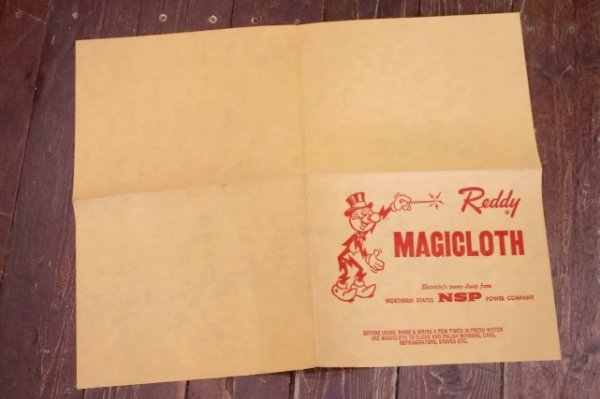 Reddy
MAGICLOTH
Electricity's penny cheap from
NORTHERN STATES NSP POWER COMPANY
BEFORE USING, RINSE & WRING A FEW TIMES IN FRESH WATER
USE MAGICLOTH TO CLEAN AND POLISH MIRRORS, CARS,
REFRIGERATORS, STOVES ETC.